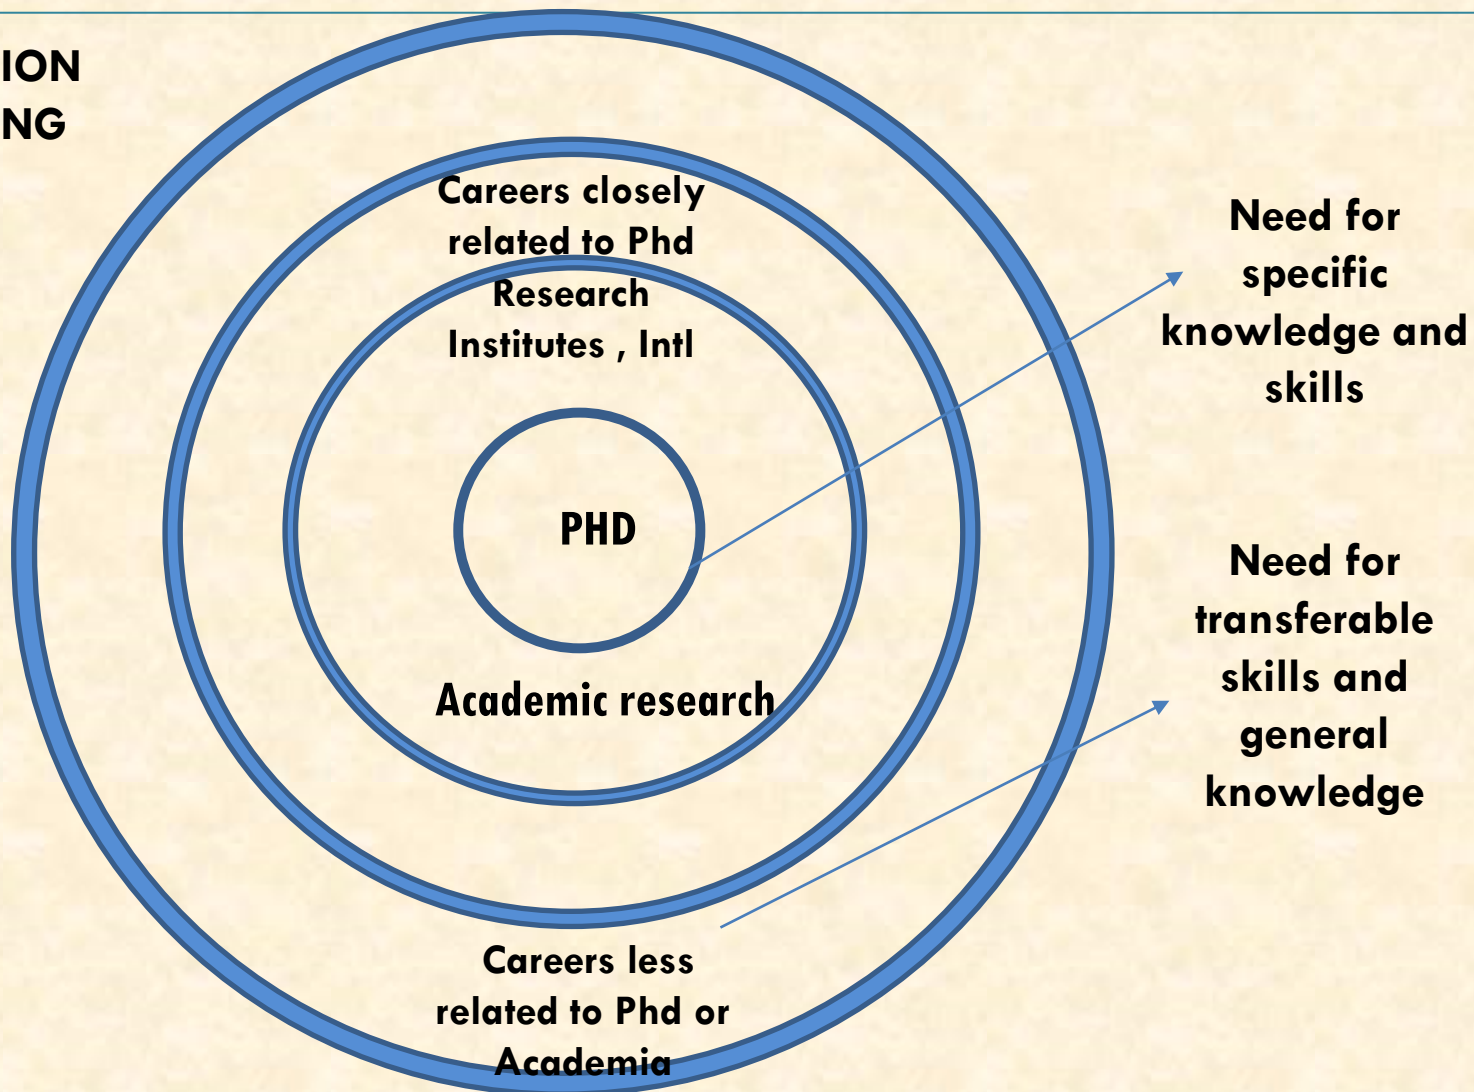 ION
NG
Careers closely
related to Phd
Research
Institutes , Intl
PHD
Academic research
Careers less
related to Phd or
Academia
Need for
specific
knowledge and
skills
Need for
transferable
skills and
general
knowledge